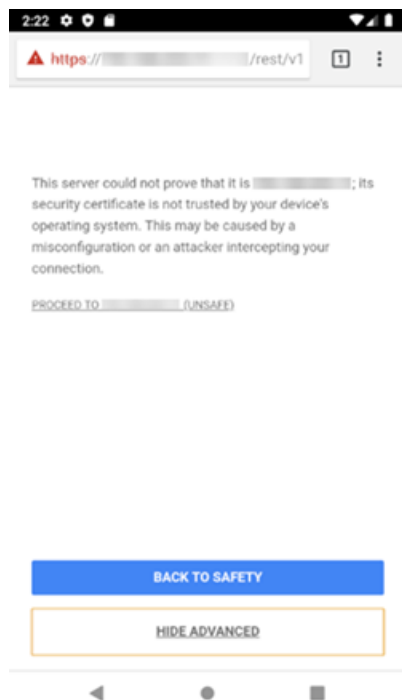 2:22
https:// /rest/v1
1
This server could not prove that it is ; its
security certificate is not trusted by your device's
operating system. This may be caused by a
misconfiguration or an attacker intercepting your
connection.
PROCEED TO (UNSAFE)
BACK TO SAFETY
HIDE ADVANCED